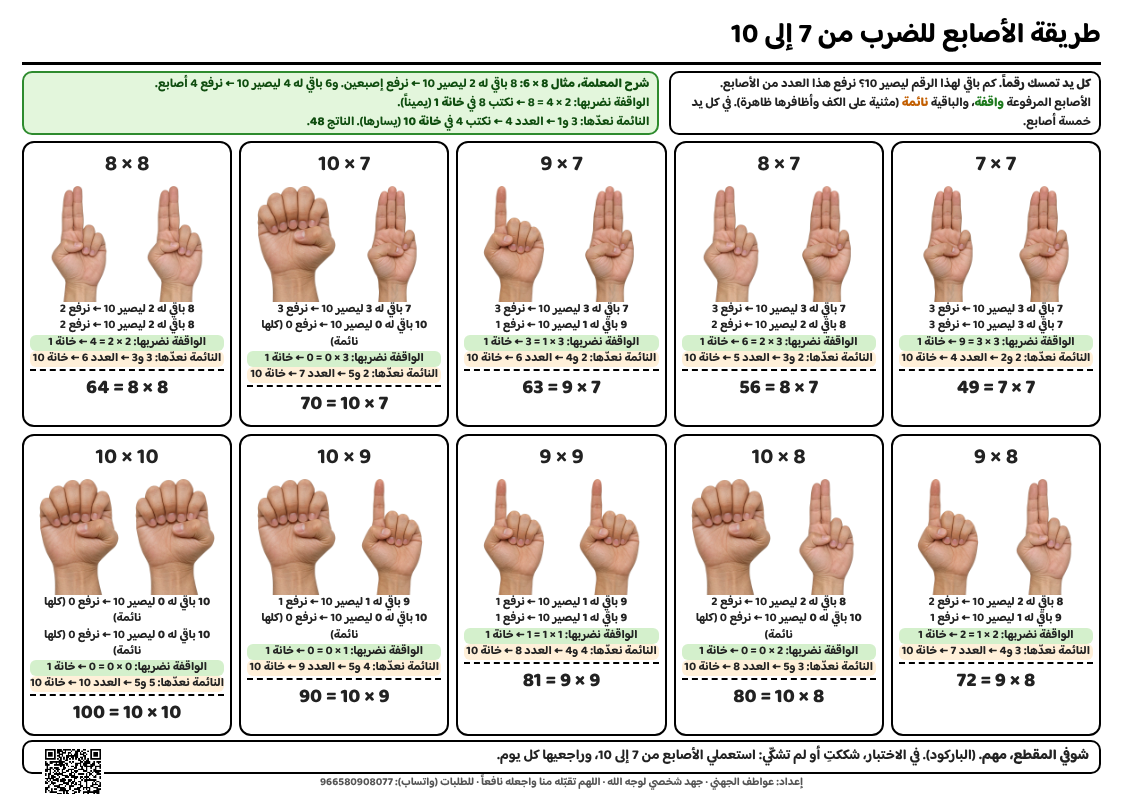 طريقة الأصابع للضرب من 7 إلى 10
كل يد تمسك رقماً. كم باقٍ لهذا الرقم ليصير 10؟ نرفع هذا العدد من الأصابع.
الأصابع المرفوعة واقفة، والباقية نائمة (مثنية على الكف وأظافرها ظاهرة). في كل يد
خمسة أصابع.
شرح المعلمة، مثال 8 × 6: 8 باقٍ له 2 ليصير 10 ← نرفع إصبعين. و6 باقٍ له 4 ليصير 10 ← نرفع 4 أصابع.
الواقفة نضربها: 2 × 4 = 8 ← نكتب 8 في خانة 1 (يميناً).
النائمة نعدّها: 3 و1 ← العدد 4 ← نكتب 4 في خانة 10 (يسارها). الناتج 48.
7 × 7
7 باقٍ له 3 ليصير 10 ← نرفع 3
7 باقٍ له 3 ليصير 10 ← نرفع 3
الواقفة نضربها: 3 × 3 = 9 ← خانة 1
النائمة نعدّها: 2 و2 ← العدد 4 ← خانة 10
7 × 7 = 49
7 × 8
7 باقٍ له 3 ليصير 10 ← نرفع 3
8 باقٍ له 2 ليصير 10 ← نرفع 2
الواقفة نضربها: 3 × 2 = 6 ← خانة 1
النائمة نعدّها: 2 و3 ← العدد 5 ← خانة 10
7 × 8 = 56
7 × 9
7 باقٍ له 3 ليصير 10 ← نرفع 3
9 باقٍ له 1 ليصير 10 ← نرفع 1
الواقفة نضربها: 3 × 1 = 3 ← خانة 1
النائمة نعدّها: 2 و4 ← العدد 6 ← خانة 10
7 × 9 = 63
7 × 10
7 باقٍ له 3 ليصير 10 ← نرفع 3
10 باقٍ له 0 ليصير 10 ← نرفع 0 (كلها
نائمة)
الواقفة نضربها: 3 × 0 = 0 ← خانة 1
النائمة نعدّها: 2 و5 ← العدد 7 ← خانة 10
7 × 10 = 70
8 × 8
8 باقٍ له 2 ليصير 10 ← نرفع 2
8 باقٍ له 2 ليصير 10 ← نرفع 2
الواقفة نضربها: 2 × 2 = 4 ← خانة 1
النائمة نعدّها: 3 و3 ← العدد 6 ← خانة 10
8 × 8 = 64
8 × 9
8 باقٍ له 2 ليصير 10 ← نرفع 2
9 باقٍ له 1 ليصير 10 ← نرفع 1
الواقفة نضربها: 2 × 1 = 2 ← خانة 1
النائمة نعدّها: 3 و4 ← العدد 7 ← خانة 10
8 × 9 = 72
8 × 10
8 باقٍ له 2 ليصير 10 ← نرفع 2
10 باقٍ له 0 ليصير 10 ← نرفع 0 (كلها
نائمة)
الواقفة نضربها: 2 × 0 = 0 ← خانة 1
النائمة نعدّها: 3 و5 ← العدد 8 ← خانة 10
8 × 10 = 80
9 × 9
9 باقٍ له 1 ليصير 10 ← نرفع 1
9 باقٍ له 1 ليصير 10 ← نرفع 1
الواقفة نضربها: 1 × 1 = 1 ← خانة 1
النائمة نعدّها: 4 و4 ← العدد 8 ← خانة 10
9 × 9 = 81
9 × 10
9 باقٍ له 1 ليصير 10 ← نرفع 1
10 باقٍ له 0 ليصير 10 ← نرفع 0 (كلها
نائمة)
الواقفة نضربها: 1 × 0 = 0 ← خانة 1
النائمة نعدّها: 4 و5 ← العدد 9 ← خانة 10
9 × 10 = 90
10 × 10
10 باقٍ له 0 ليصير 10 ← نرفع 0 (كلها
نائمة)
10 باقٍ له 0 ليصير 10 ← نرفع 0 (كلها
نائمة)
الواقفة نضربها: 0 × 0 = 0 ← خانة 1
النائمة نعدّها: 5 و5 ← العدد 10 ← خانة 10
10 × 10 = 100
شوفي المقطع، مهم. (الباركود). في الاختبار، شككتِ أو لم تشكّي: استعملي الأصابع من 7 إلى 10، وراجعيها كل يوم.
إعداد: عواطف الجهني · جهد شخصي لوجه الله · اللهم تقبّله منا واجعله نافعاً · للطلبات (واتساب): 966580908077